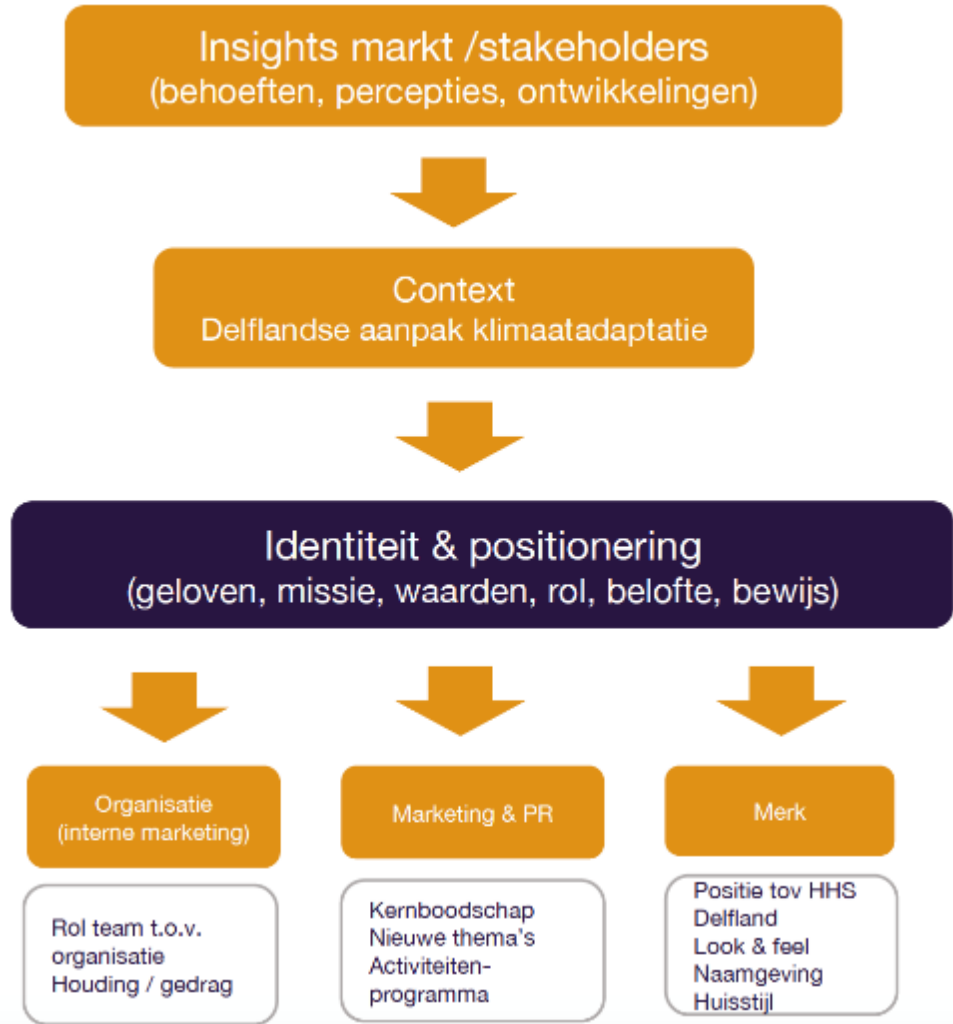 Insights markt /stakeholders
(behoeften, percepties, ontwikkelingen)
Context
Delflandse aanpak klimaatadaptatie
Identiteit & positionering
(geloven, missie, waarden, rol, belofte, bewijs)
Organisatie
(interne marketing)
Rol team t.o.v.
organisatie
Houding / gedrag
Marketing & PR
Kernboodschap
Nieuwe thema's
Activiteiten-
programma
Merk
Positie tov HHS
Delfland
Look & feel
Naamgeving
Huisstijl